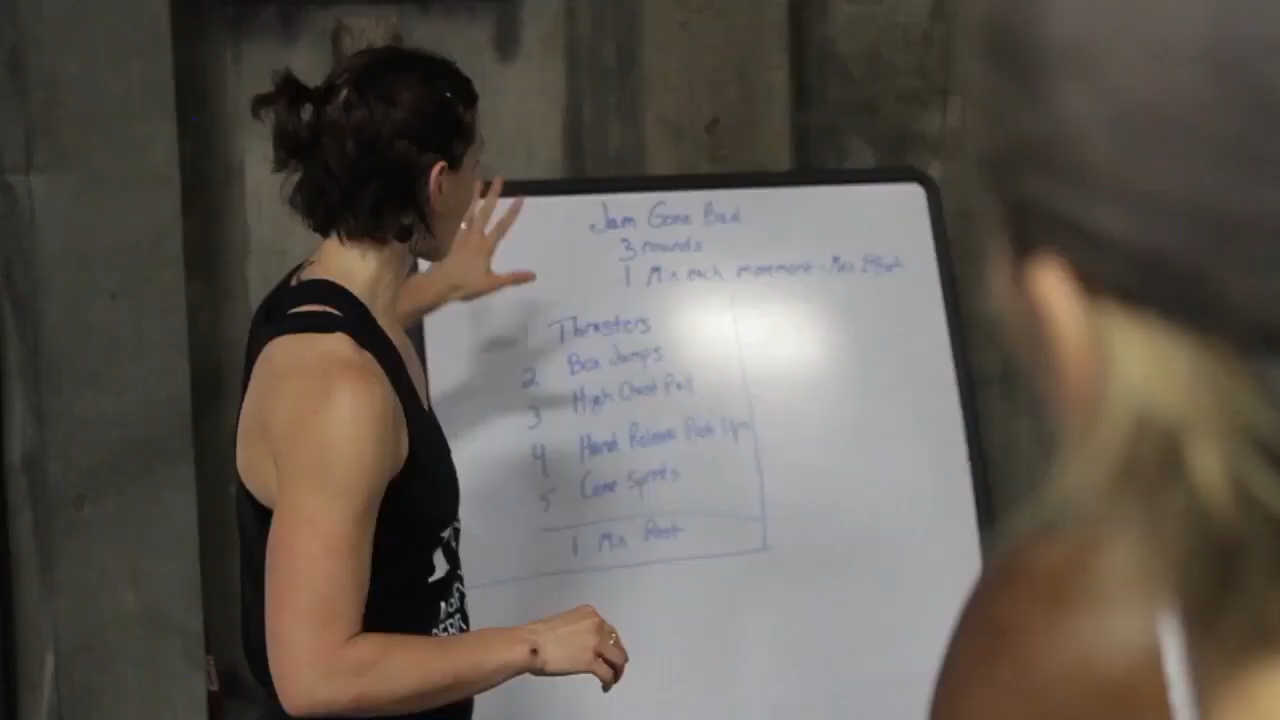 Jam Gone Bad
3 rounds
1 Min each movement - Max Effort
Thrusters
2 Box Jumps
3 High Chest Pull
4 Hand Release Push Ups
5 Cone Sprints
1 Min Rest